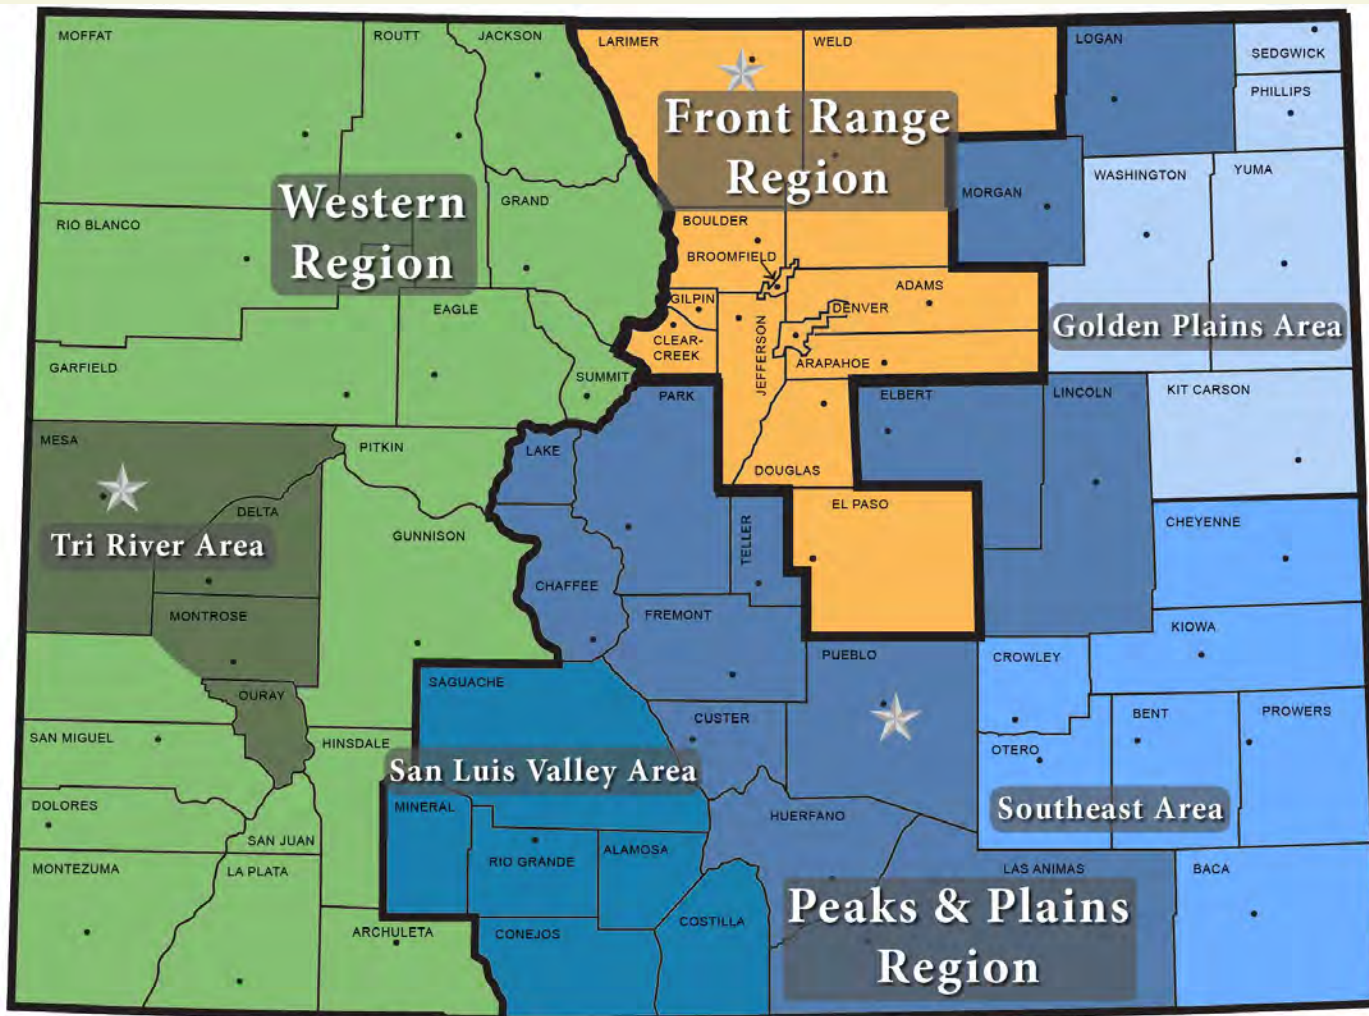 MOFFAT
ROUTT
JACKSON
LARIMER
WELD
LOGAN
SEDGWICK
PHILLIPS
Front Range
Region
WASHINGTON
YUMA
MORGAN
Western
Region
GRAND
RIO BLANCO
BOULDER
BROOMFIELD
GILPIN
ADAMS
EAGLE
DENVER
Golden Plains Area
CLEAR-
CREEK
JEFFERSON
ARAPAHOE
GARFIELD
SUMMIT
PARK
ELBERT
LINCOLN
KIT CARSON
MESA
PITKIN
LAKE
DOUGLAS
EL PASO
DELTA
TELLER
CHEYENNE
GUNNISON
Tri River Area
CHAFFEE
MONTROSE
FREMONT
KIOWA
PUEBLO
CROWLEY
SAGUACHE
OURAY
CUSTER
BENT
PROWERS
SAN MIGUEL
HINSDALE
OTERO
San Luis Valley Area
DOLORES
MINERAL
HUERFANO
Southeast Area
SAN JUAN
RIO GRANDE
ALAMOSA
MONTEZUMA
LA PLATA
LAS ANIMAS
BACA
Peaks & Plains
Region
COSTILLA
ARCHULETA
CONEJOS